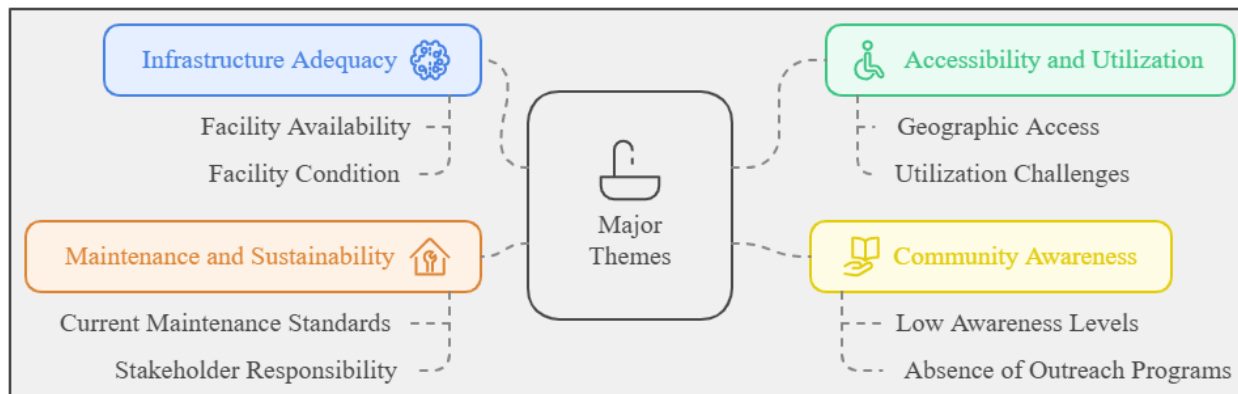 Infrastructure Adequacy
Facility Availability
Facility Condition
Maintenance and Sustainability
Current Maintenance Standards
Stakeholder Responsibility
Major
Themes
Accessibility and Utilization
Geographic Access
Utilization Challenges
Community Awareness
Low Awareness Levels
Absence of Outreach Programs